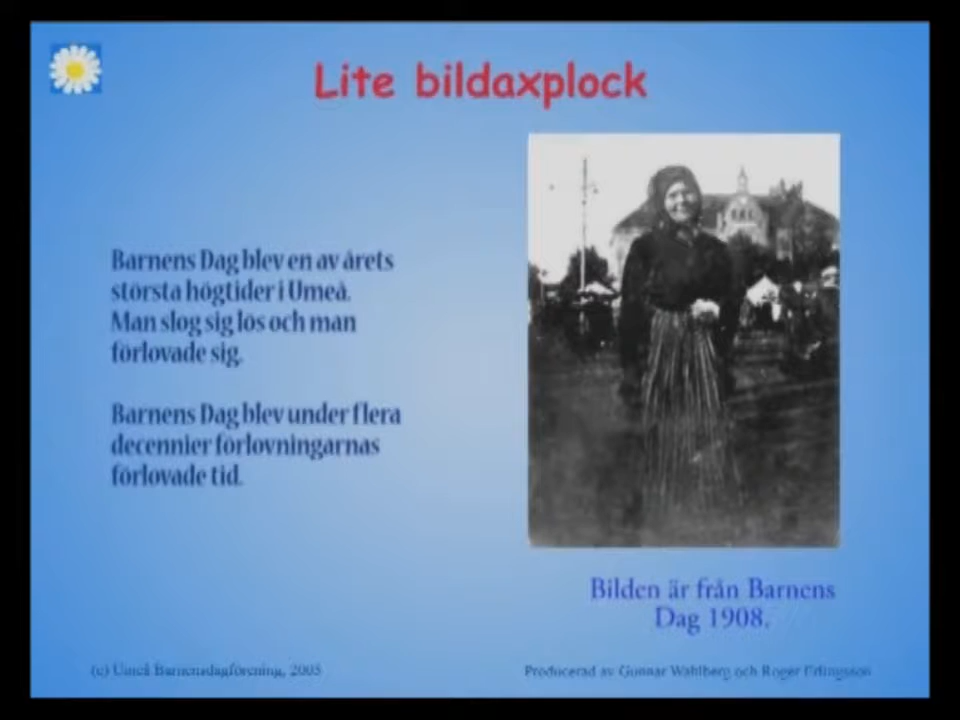 Lite bildaxplock
Barnens Dag blev en av årets
största högtider i Umeå.
Man slog sig lös och man
förlovade sig.
Barnens Dag blev under flera
decennier förlovningarnas
förlovade tid.
Bilden är från Barnens
Dag 1908.
(c) Umeå Barnensdagförening, 2005
Producerad av Gunnar Wahlberg och Roger Erlingsson